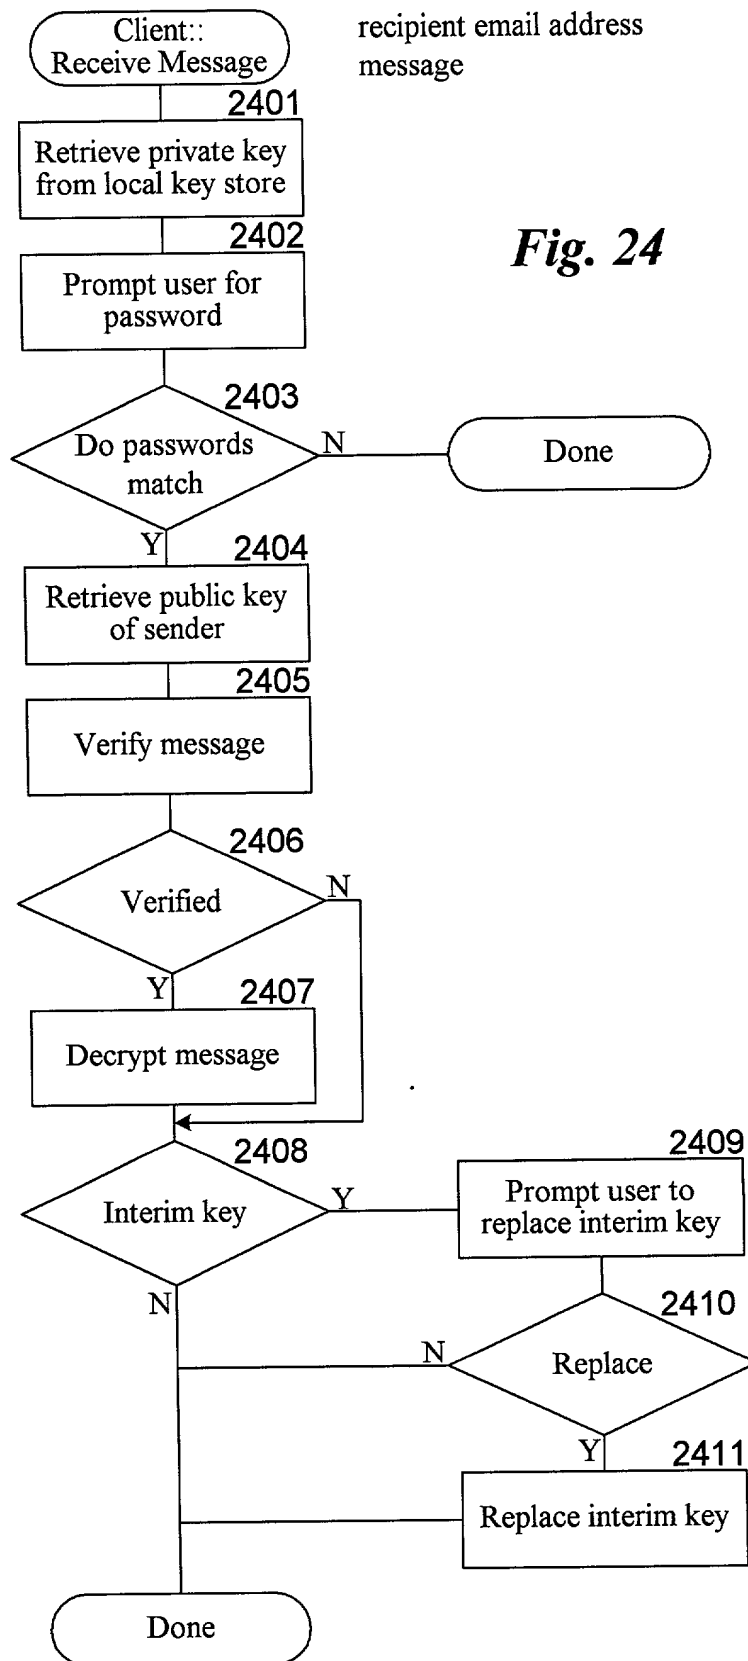 Client::
Receive Message
recipient email address
message
2401
Retrieve private key
from local key store
2402
Prompt user for
password
Fig. 24
2403
Do passwords
match
N
Done
Y
2404
Retrieve public key
of sender
2405
Verify message
2406
Verified
N
Y
2407
Decrypt message
2408
Interim key
Y
2409
Prompt user to
replace interim key
N
2410
Replace
N
Y
2411
Replace interim key
Done